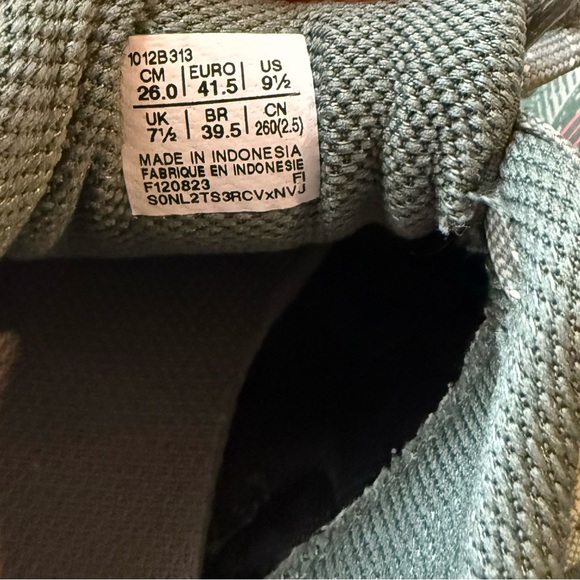 1012B313
CM | EURO | US
26.0 | 41.5 | 9½
UK | BR | CN
7½ | 39.5 | 260(2.5)
MADE IN INDONESIA
FABRIQUE EN INDONESIE
F120823 FI
S0NL2TS3RCVxNVJ